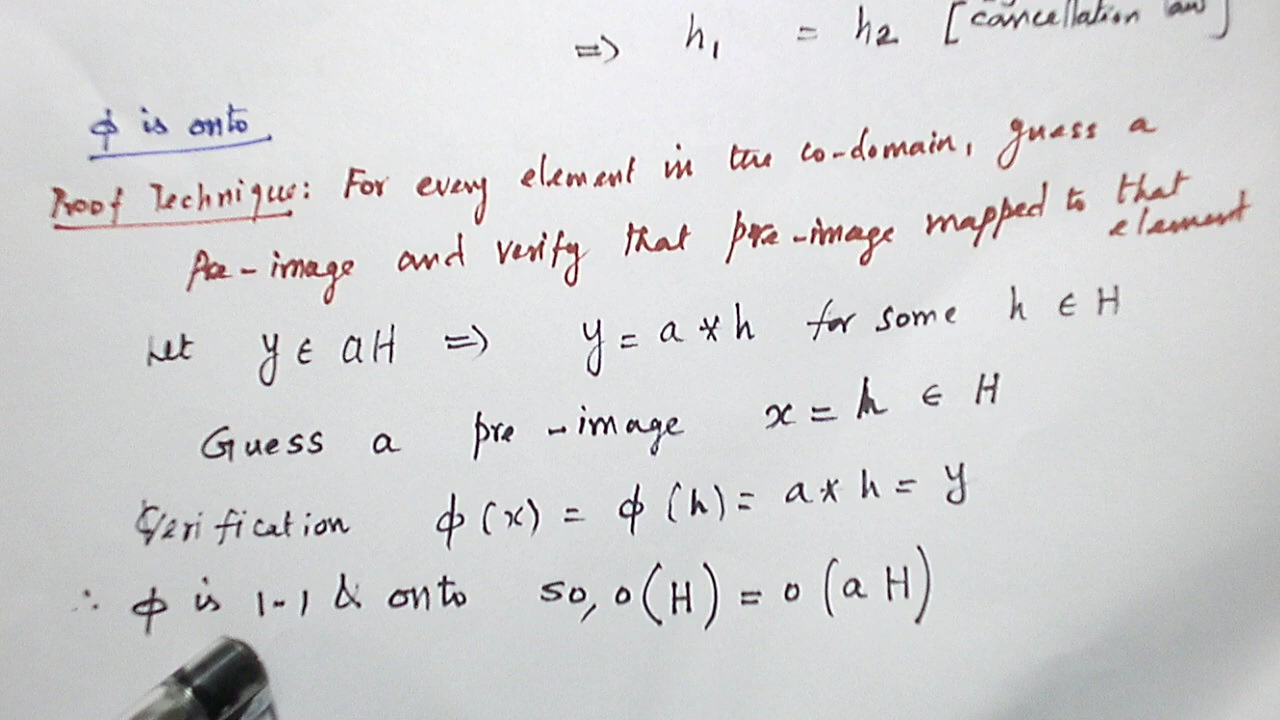 => h₁ = h₂ [cancellation law]
φ is onto
Proof Technique: For every element in the co-domain, guess a
Pre-image and verify that pre-image mapped to that
element
Let y ∈ aH => y = a * h for some h ∈ H
Guess a pre-image x = h ∈ H
Verification φ(x) = φ(h) = a * h = y
∴ φ is 1-1 & onto so, o(H) = o(aH)